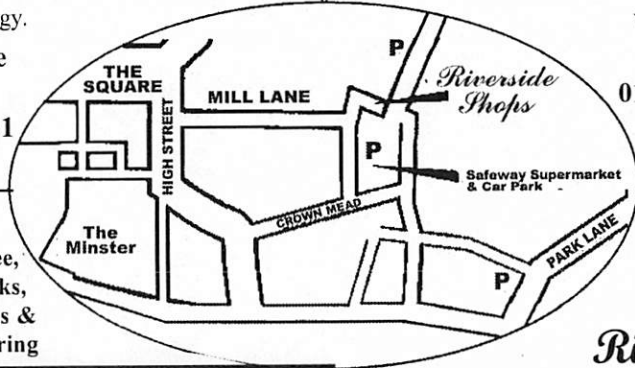 gy.
e
1
ee,
ks,
s &
ring
THE
SQUARE
HIGH STREET
MILL LANE
P
Riverside
Shops
P
Safeway Supermarket
& Car Park
CROWN MEAD
The
Minster
P
PARK LANE
0
Ri